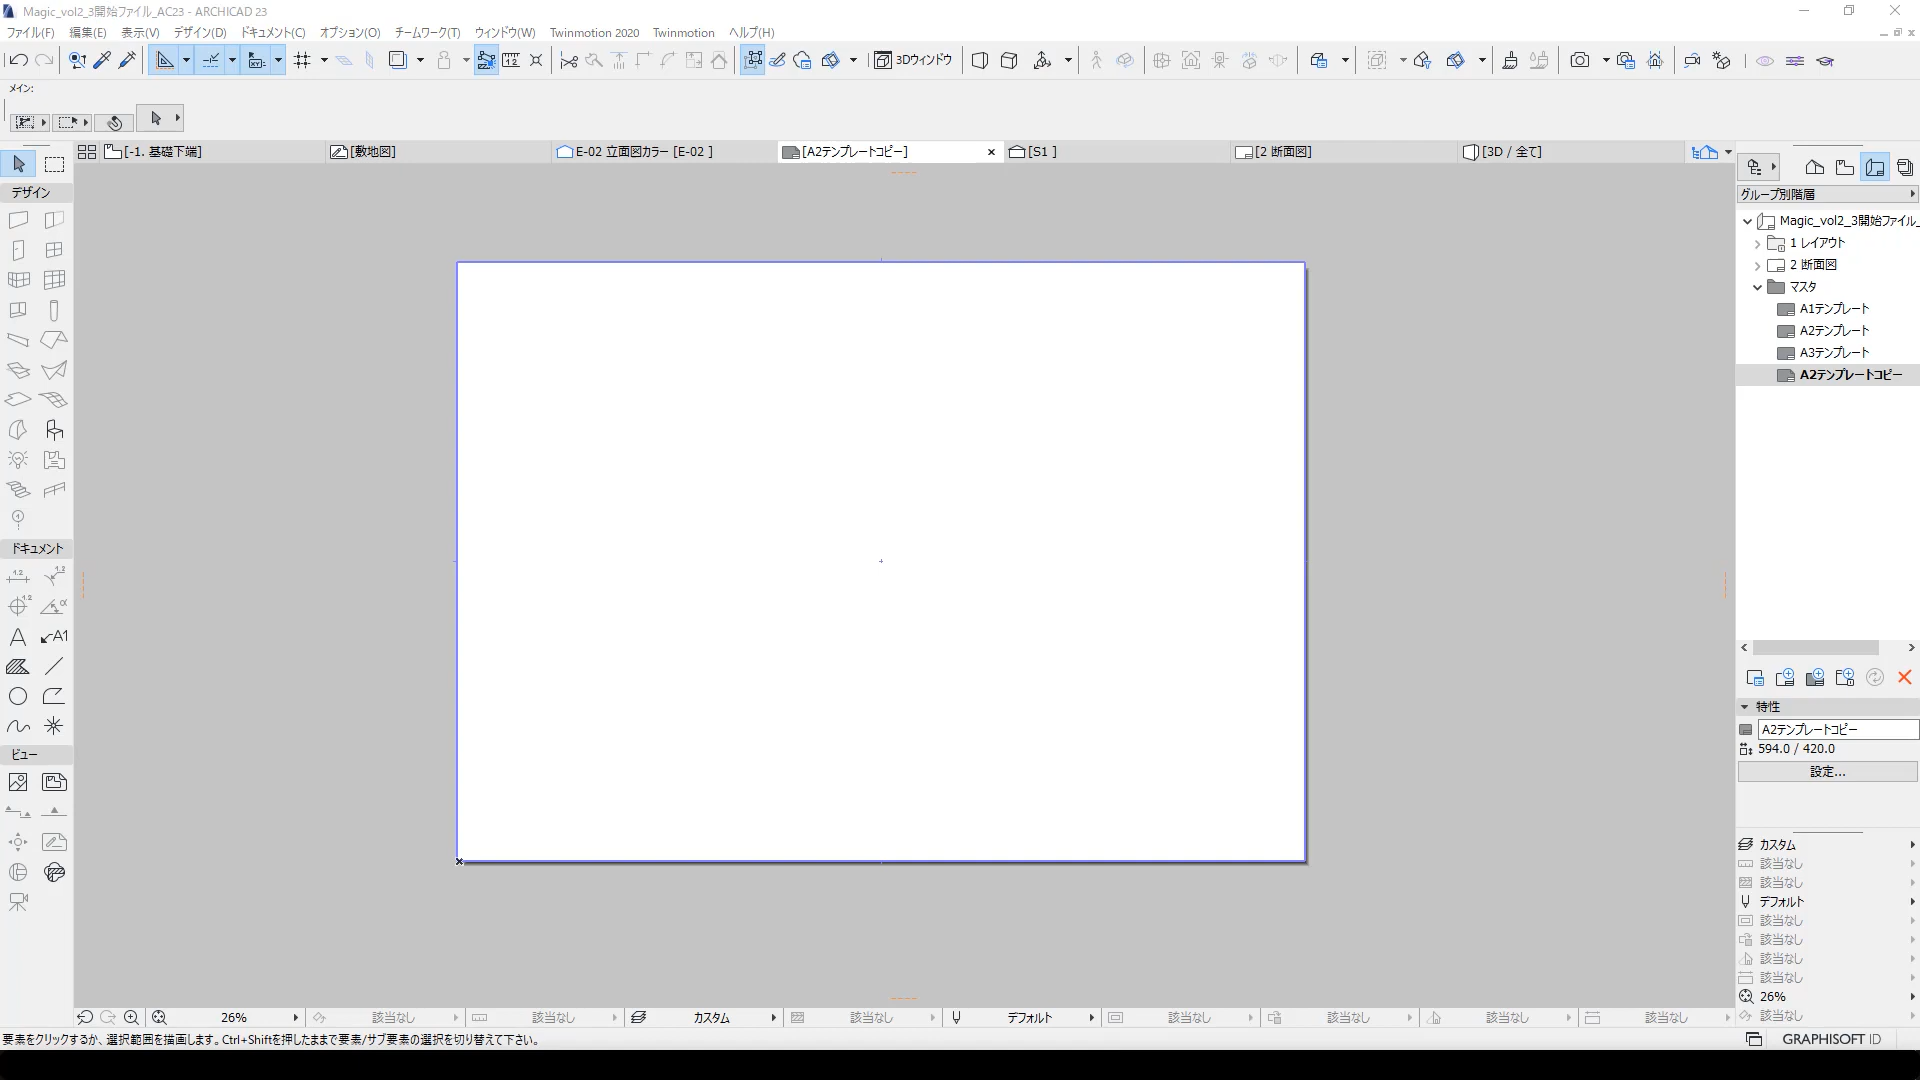 Magic_vol2_3開始ファイル_AC23 - ARCHICAD 23
ファイル(F) 編集(E) 表示(V) デザイン(D) ドキュメント(C) オプション(O) チームワーク(T) ウィンドウ(W) Twinmotion 2020 Twinmotion ヘルプ(H)
3Dウィンドウ
メイン:
[-1. 基礎下端] [敷地図] E-02 立面図カラー [E-02 ] [A2テンプレートコピー] [S1 ] [2 断面図] [3D / 全て]
デザイン
グループ別階層
Magic_vol2_3開始ファイル_
1 レイアウト
2 断面図
マスタ
A1テンプレート
A2テンプレート
A3テンプレート
A2テンプレートコピー
ドキュメント
1.2 1.2
1.2 α
A A1
ビュー
特性
A2テンプレートコピー
594.0 / 420.0
設定...
カスタム
該当なし
該当なし
デフォルト
該当なし
該当なし
該当なし
該当なし
26%
該当なし
26% 該当なし 該当なし カスタム 該当なし デフォルト 該当なし 該当なし 該当なし 該当なし
要素をクリックするか、選択範囲を描画します。Ctrl+Shiftを押したままで要素/サブ要素の選択を切り替えて下さい。
GRAPHISOFT ID